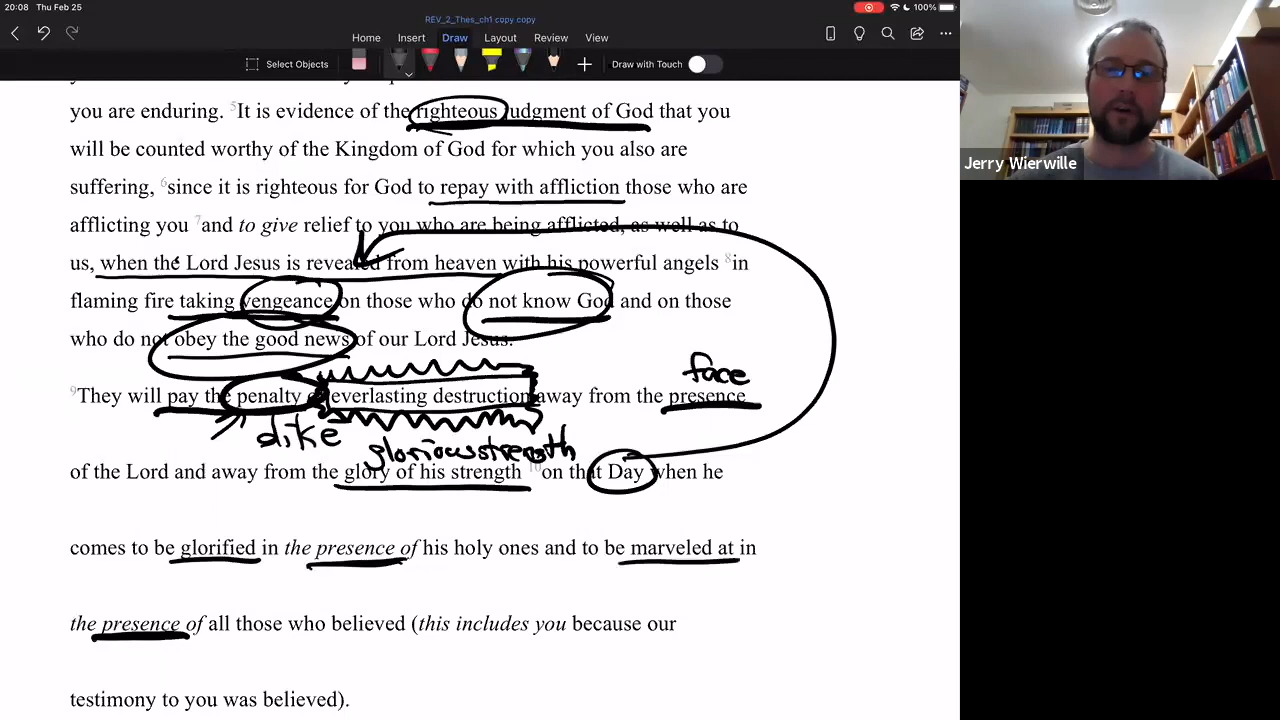 20:08 Thu Feb 25
100%
REV_2_Thes_ch1 copy copy
Home Insert Draw Layout Review View
Select Objects
Draw with Touch
you are enduring. 5It is evidence of the righteous judgment of God that you
will be counted worthy of the Kingdom of God for which you also are
suffering, 6since it is righteous for God to repay with affliction those who are
afflicting you 7and to give relief to you who are being afflicted, as well as to
us, when the Lord Jesus is revealed from heaven with his powerful angels 8in
flaming fire taking vengeance on those who do not know God and on those
who do not obey the good news of our Lord Jesus.
face
9They will pay the penalty of everlasting destruction away from the presence
dike
glorious strength
of the Lord and away from the glory of his strength 10on that Day when he
comes to be glorified in the presence of his holy ones and to be marveled at in
the presence of all those who believed (this includes you because our
testimony to you was believed).
Jerry Wierwille